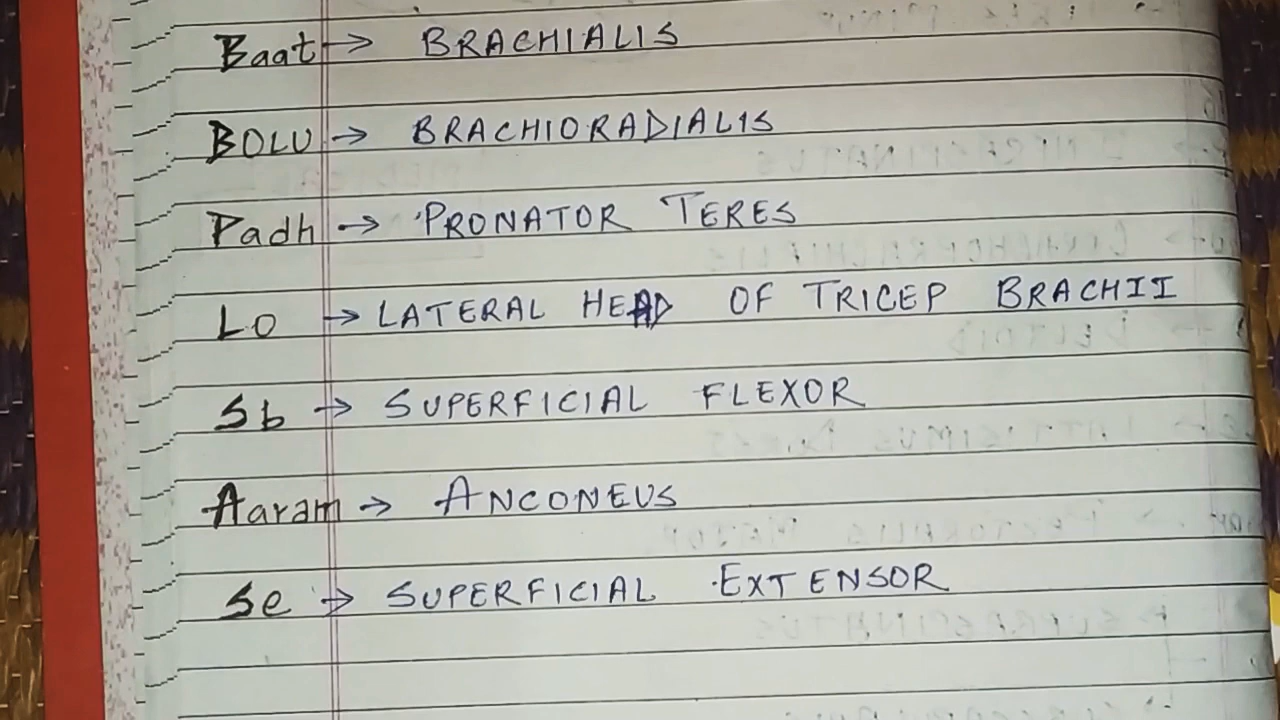 Baat → BRACHIALIS
BOLU → BRACHIORADIALIS
Padh → PRONATOR TERES
Lo → LATERAL HEAD OF TRICEP BRACHII
Sb → SUPERFICIAL FLEXOR
Aaram → ANCONEUS
Se → SUPERFICIAL EXTENSOR